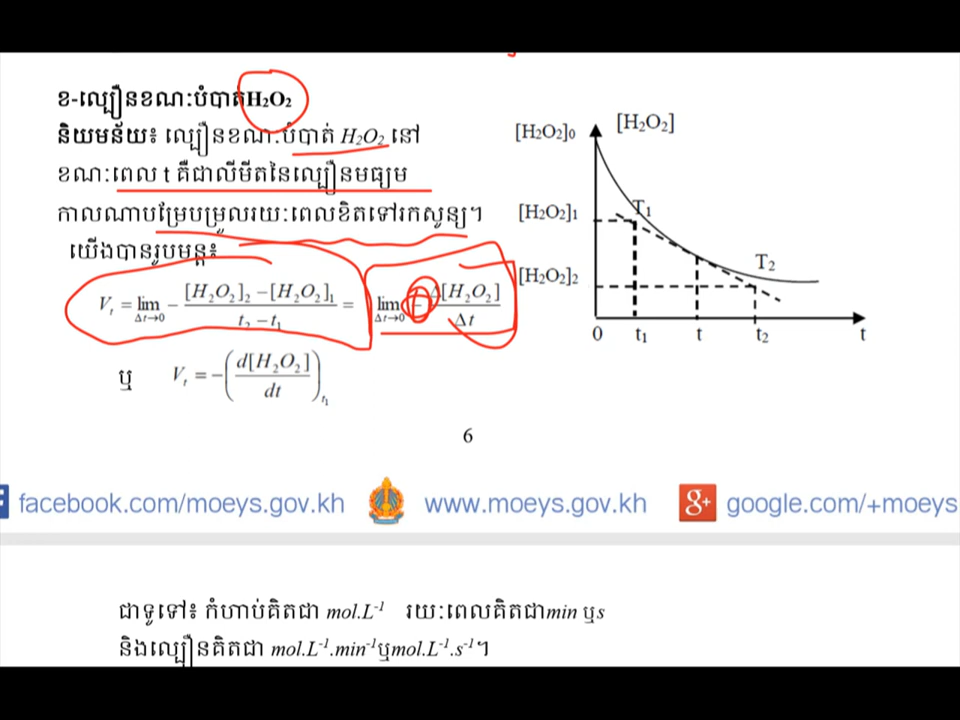 ខ-ល្បឿនខណៈបំបាត់H₂O₂
និយមន័យ៖ ល្បឿនខណៈបំបាត់ H₂O₂ នៅ
ខណៈពេល t គឺជាលីមីតនៃល្បឿនមធ្យម
កាលណាបម្រែបម្រួលរយៈពេលខិតទៅរកសូន្យ។
យើងបានរូបមន្ត៖
V_t = lim_{Δt→0} − ([H₂O₂]₂ −[H₂O₂]₁)/(t₂ − t₁) = lim_{Δt→0} − Δ[H₂O₂]/Δt
ឬ V_t = −(d[H₂O₂]/dt)_{t₁}
[H₂O₂]₀ [H₂O₂]
[H₂O₂]₁ T₁
[H₂O₂]₂ T₂
0 t₁ t t₂ t
6
facebook.com/moeys.gov.kh www.moeys.gov.kh g+ google.com/+moeys
ជាទូទៅ៖ កំហាប់គិតជា mol.L⁻¹ រយៈពេលគិតជាmin ឬs
និងល្បឿនគិតជា mol.L⁻¹.min⁻¹ឬmol.L⁻¹.s⁻¹។